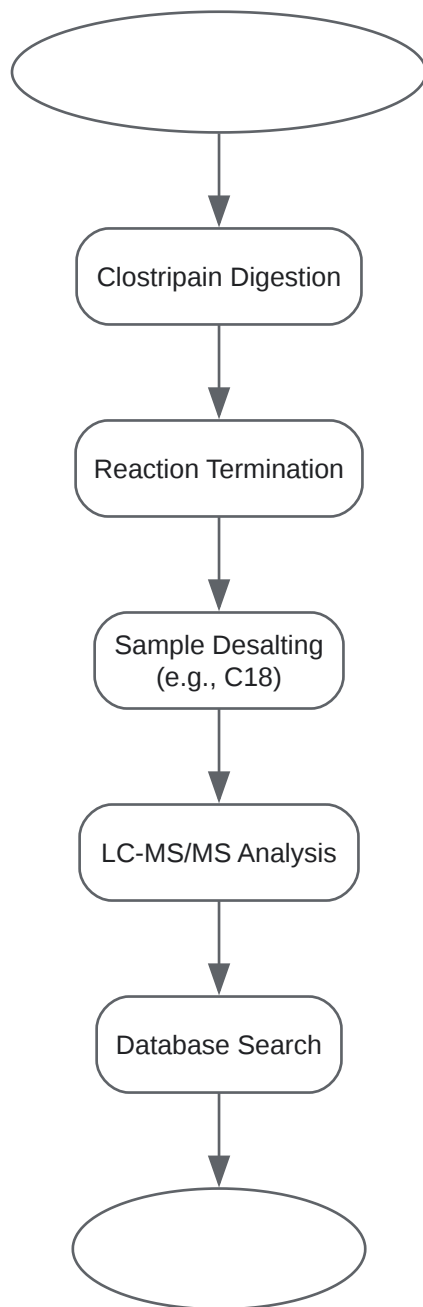 Clostripain Digestion
Reaction Termination
Sample Desalting
(e.g., C18)
LC-MS/MS Analysis
Database Search